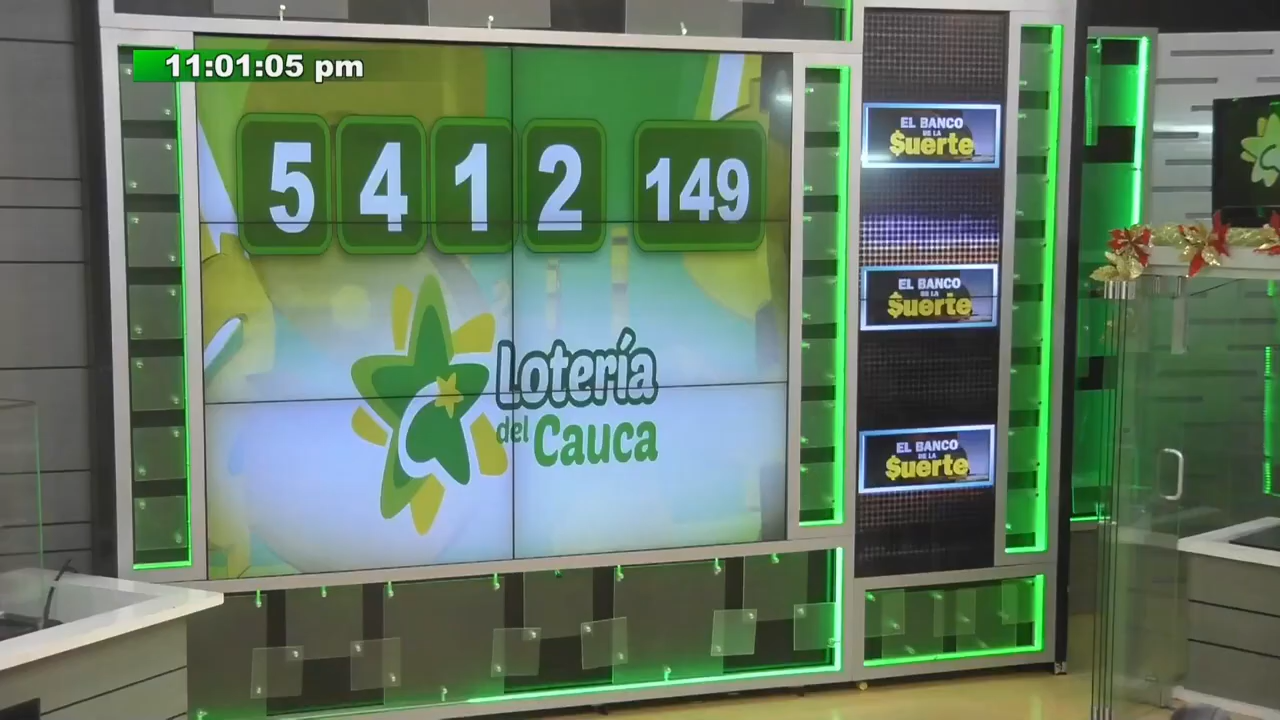 11:01:05 pm
5 4 1 2 149
Lotería
del Cauca
EL BANCO
DE LA
$uerte
EL BANCO
DE LA
$uerte
EL BANCO
DE LA
$uerte